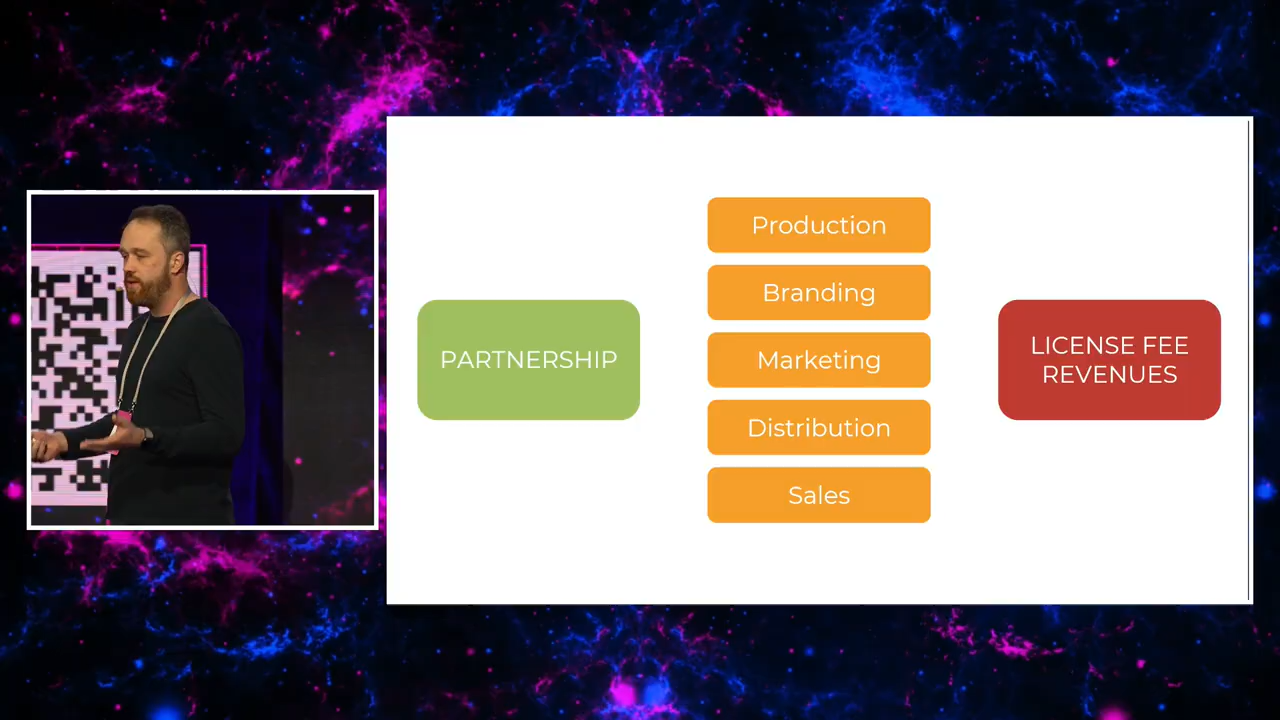 PARTNERSHIP
Production
Branding
Marketing
Distribution
Sales
LICENSE FEE
REVENUES